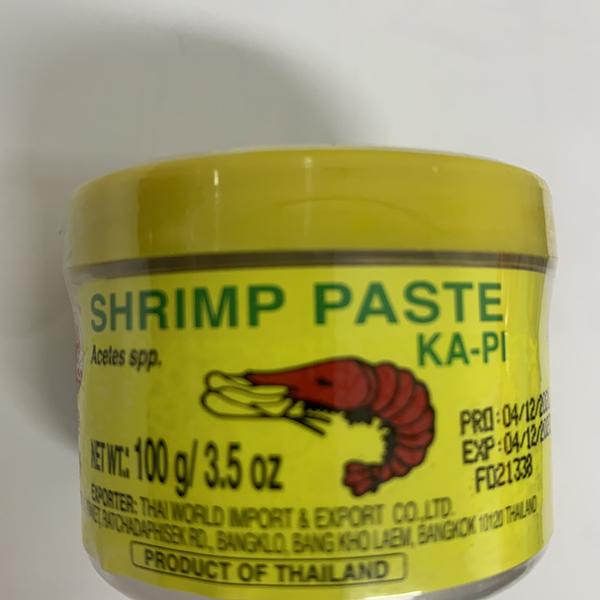 SHRIMP PASTE
KA-PI
Acetes spp.
PRD:04/12/
EXP:04/12/
FD21330
NET WT.: 100 g/ 3.5 oz
EXPORTER: THAI WORLD IMPORT & EXPORT CO.,LTD.
RATCHADAPHISEK RD., BANGKLO, BANG KHO LAEM, BANGKOK 10120 THAILAND
PRODUCT OF THAILAND